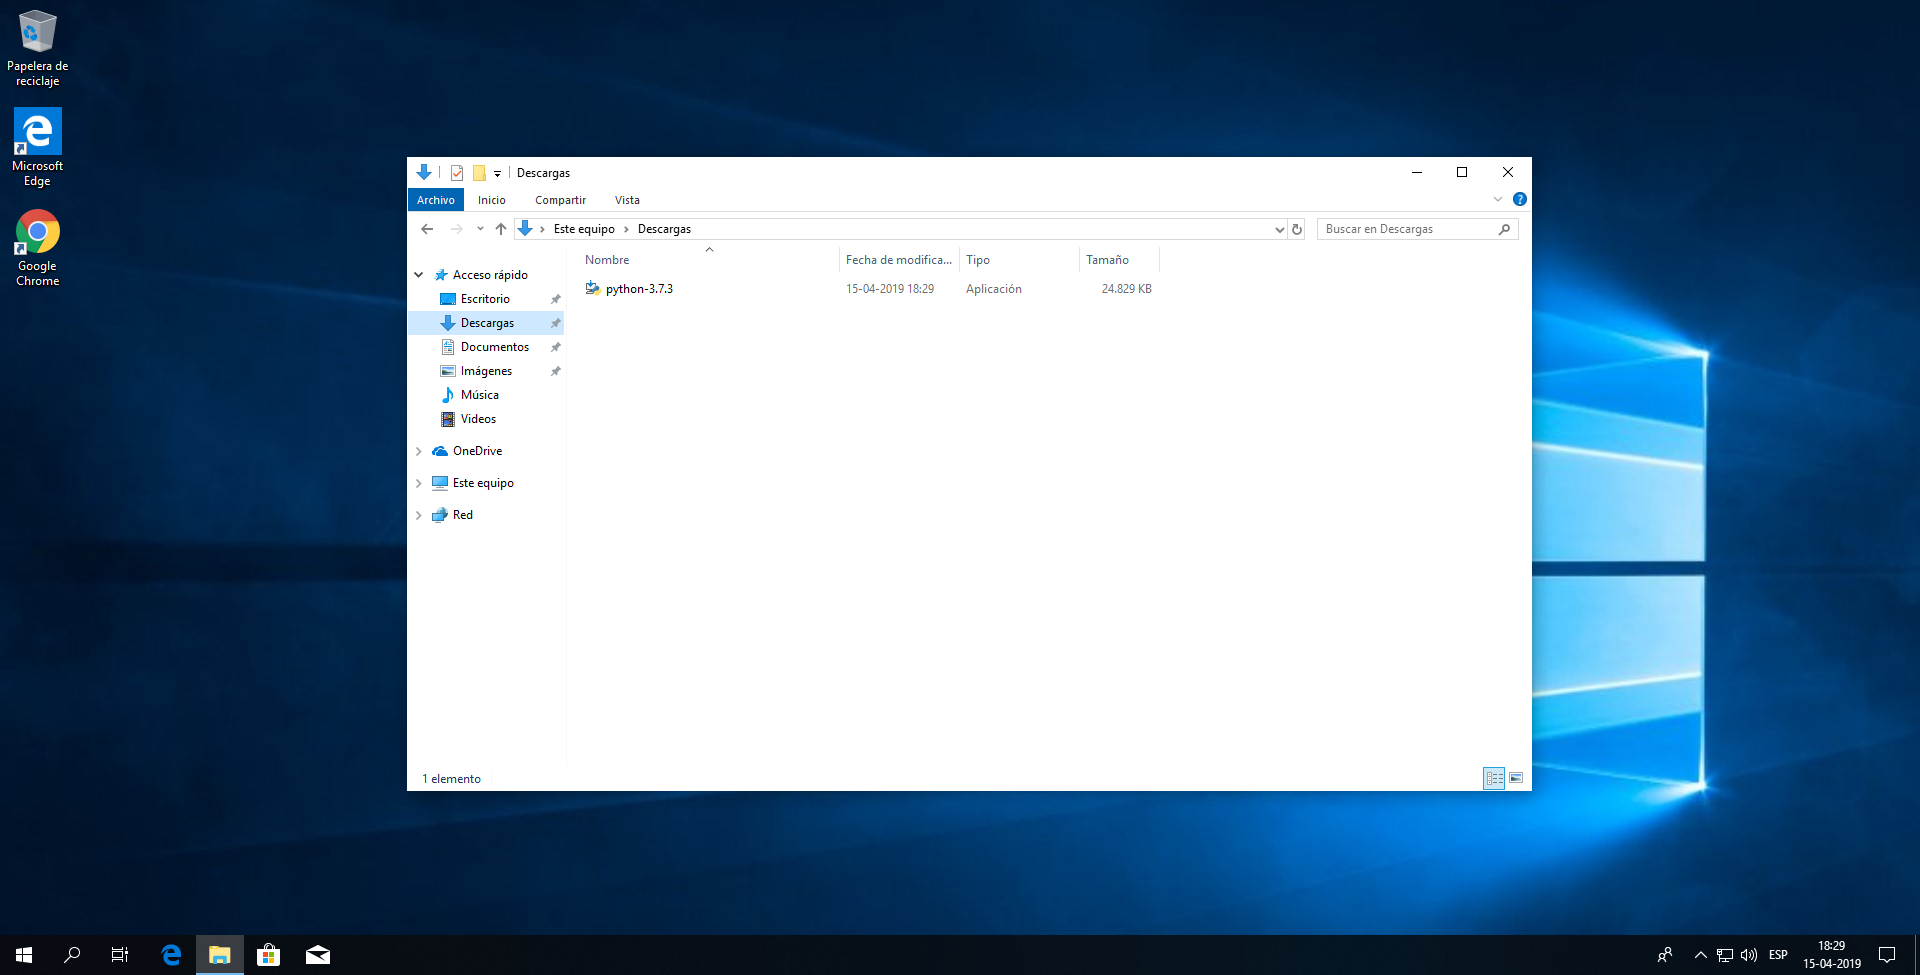 Papelera de
reciclaje
Microsoft
Edge
Google
Chrome
Descargas
Archivo Inicio Compartir Vista
Este equipo Descargas Buscar en Descargas
Nombre Fecha de modifica... Tipo Tamaño
python-3.7.3 15-04-2019 18:29 Aplicación 24.829 KB
Acceso rápido
Escritorio
Descargas
Documentos
Imágenes
Música
Videos
OneDrive
Este equipo
Red
1 elemento
ESP
18:29
15-04-2019